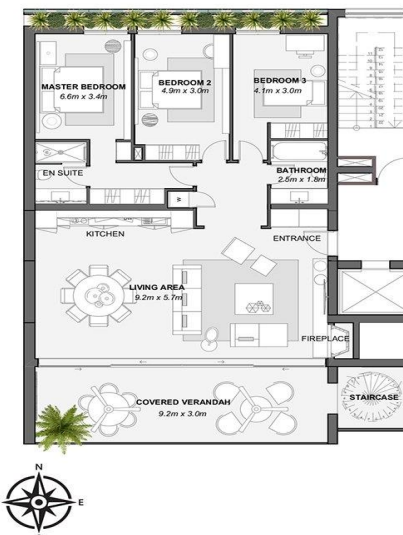 MASTER BEDROOM
6.6m x 3.4m
BEDROOM 2
4.9m x 3.0m
BEDROOM 3
4.1m x 3.0m
EN SUITE
BATHROOM
2.5m x 1.8m
W
KITCHEN
ENTRANCE
LIVING AREA
9.2m x 5.7m
FIREPLACE
COVERED VERANDAH
9.2m x 3.0m
STAIRCASE
N
E